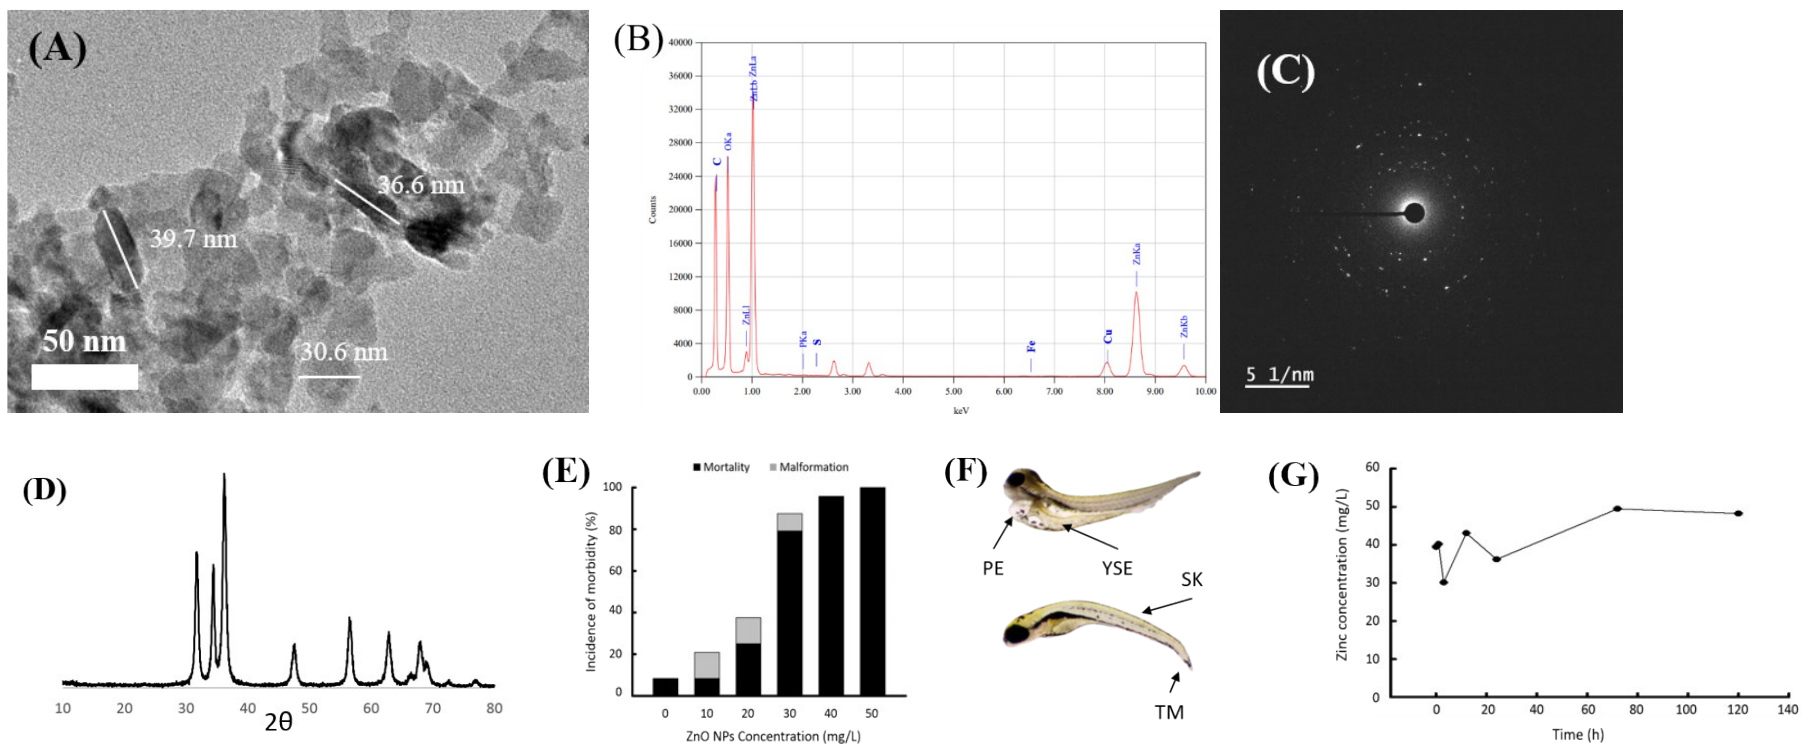 (A)
36.6 nm
39.7 nm
50 nm
30.6 nm
(B)
40000
36000
32000
28000
24000
20000
16000
12000
8000
4000
0
Counts
C
OKa
ZnLl
ZnLb ZnLa
PKa
S
Fe
Cu
ZnKa
ZnKb
0.00 1.00 2.00 3.00 4.00 5.00 6.00 7.00 8.00 9.00 10.00
keV
(C)
5 1/nm
(D)
10 20 30 40 50 60 70 80
2θ
(E)
Mortality Malformation
100
80
60
40
20
0
Incidence of morbidity (%)
0 10 20 30 40 50
ZnO NPs Concentration (mg/L)
(F)
PE
YSE
SK
TM
(G)
60
50
40
30
20
10
0
Zinc concentration (mg/L)
0 20 40 60 80 100 120 140
Time (h)